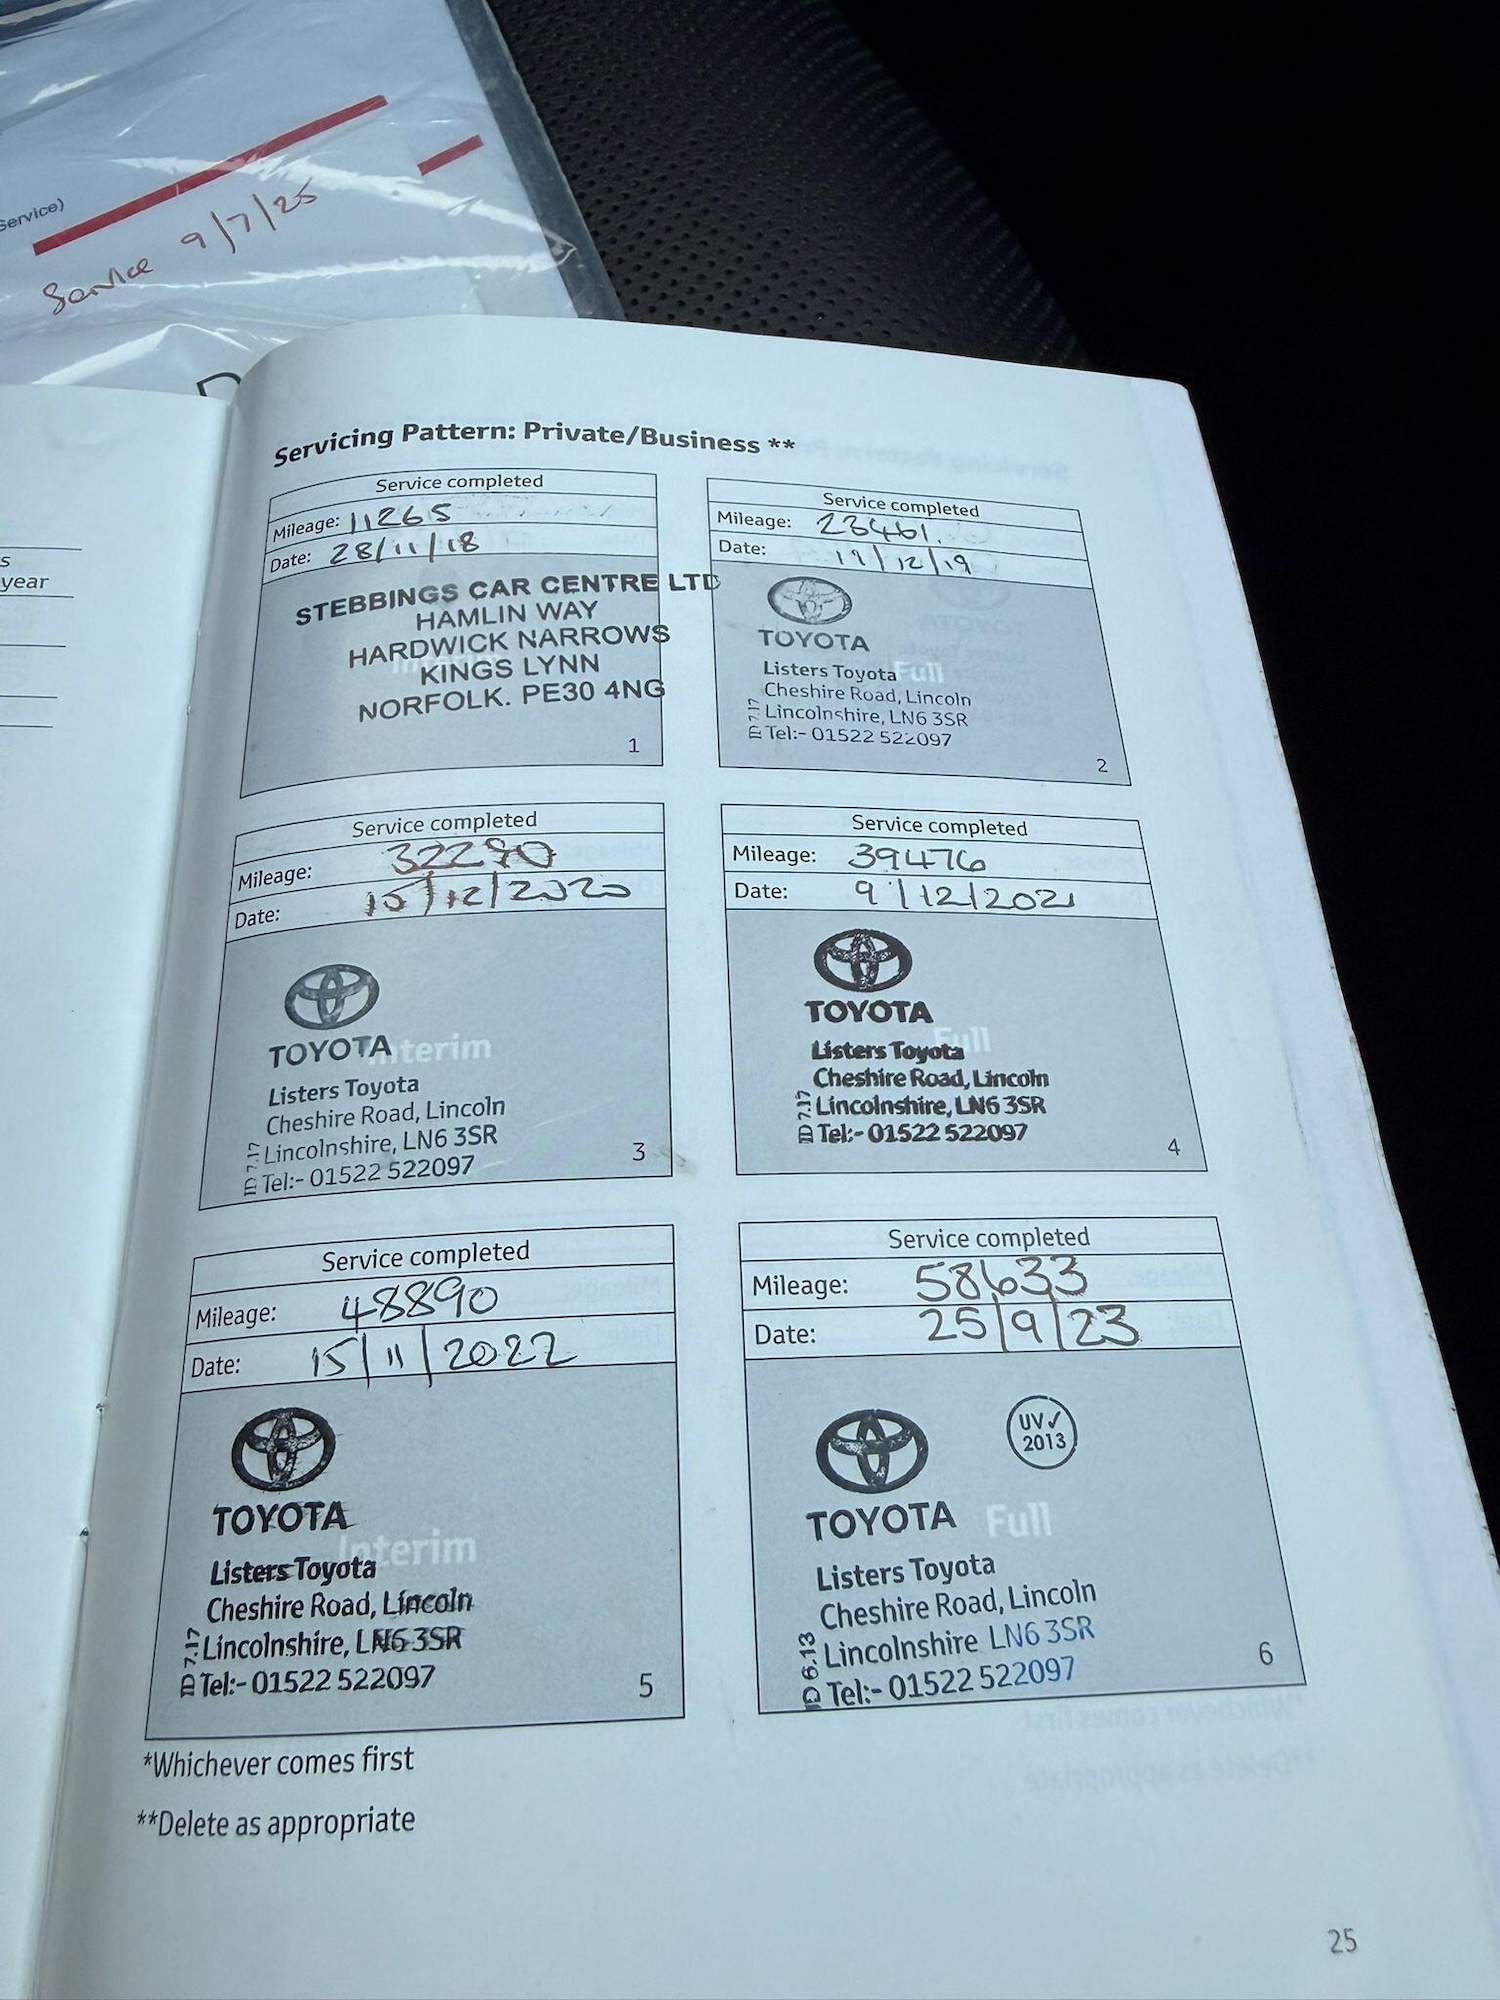 Service)
Service 9/7/25
s
year
Servicing Pattern: Private/Business **
Service completed
Mileage: 11265
Date: 28/11/18
STEBBINGS CAR CENTRE LTD
HAMLIN WAY
HARDWICK NARROWS
KINGS LYNN
NORFOLK. PE30 4NG
Interim
1
Service completed
Mileage: 23461
Date: 19/12/19
TOYOTA
Listers Toyota
Full
Cheshire Road, Lincoln
Lincolnshire, LN6 3SR
Tel:- 01522 522097
ID 7.17
2
Service completed
Mileage: 32290
Date: 15/12/2020
TOYOTA
Interim
Listers Toyota
Cheshire Road, Lincoln
Lincolnshire, LN6 3SR
Tel:- 01522 522097
ID 7.17
3
Service completed
Mileage: 39476
Date: 9/12/2021
TOYOTA
Full
Listers Toyota
Cheshire Road, Lincoln
Lincolnshire, LN6 3SR
Tel:- 01522 522097
ID 7.17
4
Service completed
Mileage: 48890
Date: 15/11/2022
TOYOTA
Interim
Listers Toyota
Cheshire Road, Lincoln
Lincolnshire, LN6 3SR
Tel:- 01522 522097
ID 7.17
5
Service completed
Mileage: 58633
Date: 25/9/23
UV✓
2013
TOYOTA
Full
Listers Toyota
Cheshire Road, Lincoln
Lincolnshire LN6 3SR
Tel:- 01522 522097
ID 6.13
6
*Whichever comes first
**Delete as appropriate
25